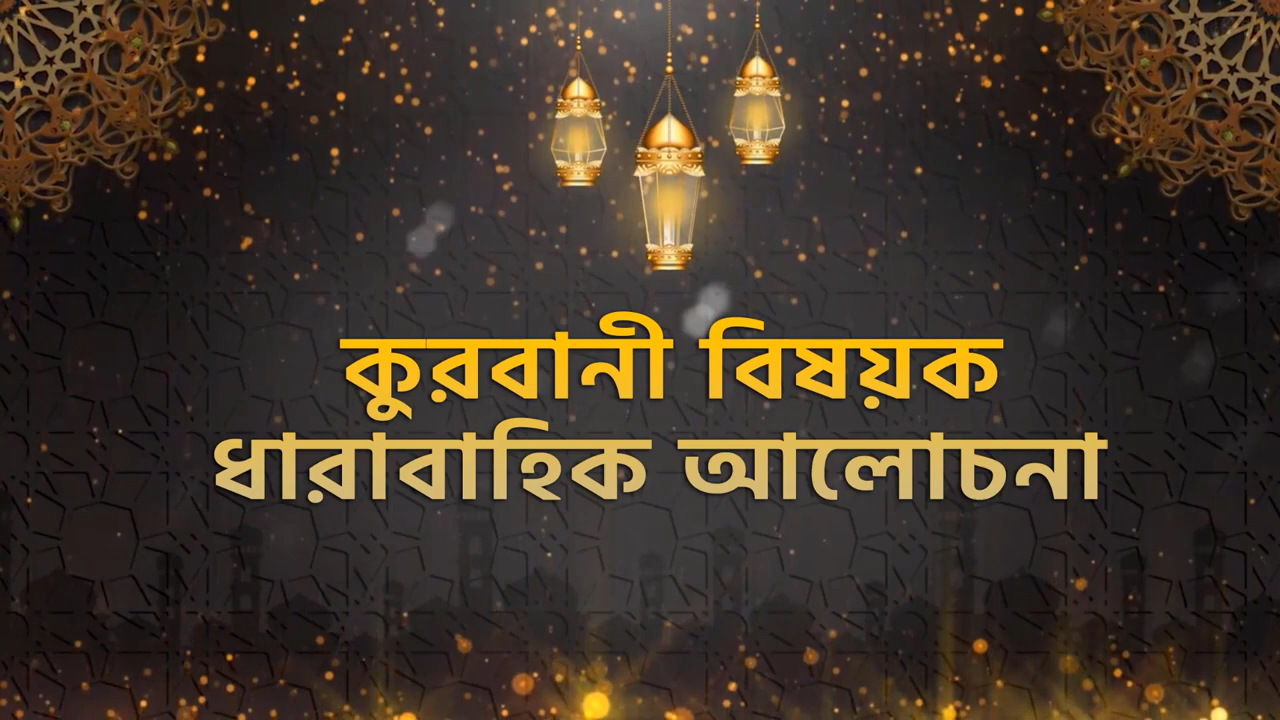 কুরবানী বিষয়ক
ধারাবাহিক আলোচনা